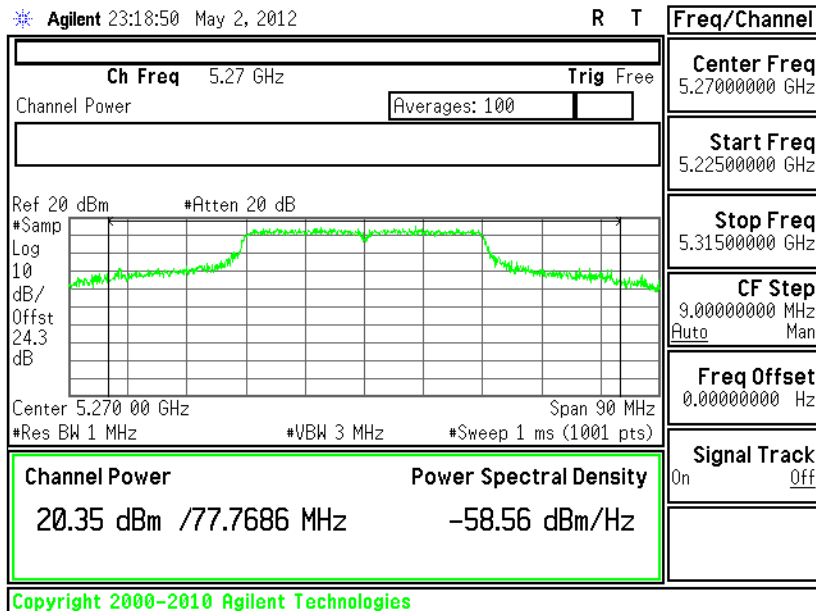 Agilent 23:18:50 May 2, 2012 R T
Freq/Channel
Ch Freq 5.27 GHz Trig Free
Channel Power Averages: 100
Center Freq
5.27000000 GHz
Start Freq
5.22500000 GHz
Stop Freq
5.31500000 GHz
CF Step
9.00000000 MHz
Auto Man
Freq Offset
0.00000000 Hz
Signal Track
On Off
Ref 20 dBm #Atten 20 dB
#Samp
Log
10
dB/
Offst
24.3
dB
Center 5.270 00 GHz Span 90 MHz
#Res BW 1 MHz #VBW 3 MHz #Sweep 1 ms (1001 pts)
Channel Power Power Spectral Density
20.35 dBm /77.7686 MHz -58.56 dBm/Hz
Copyright 2000-2010 Agilent Technologies